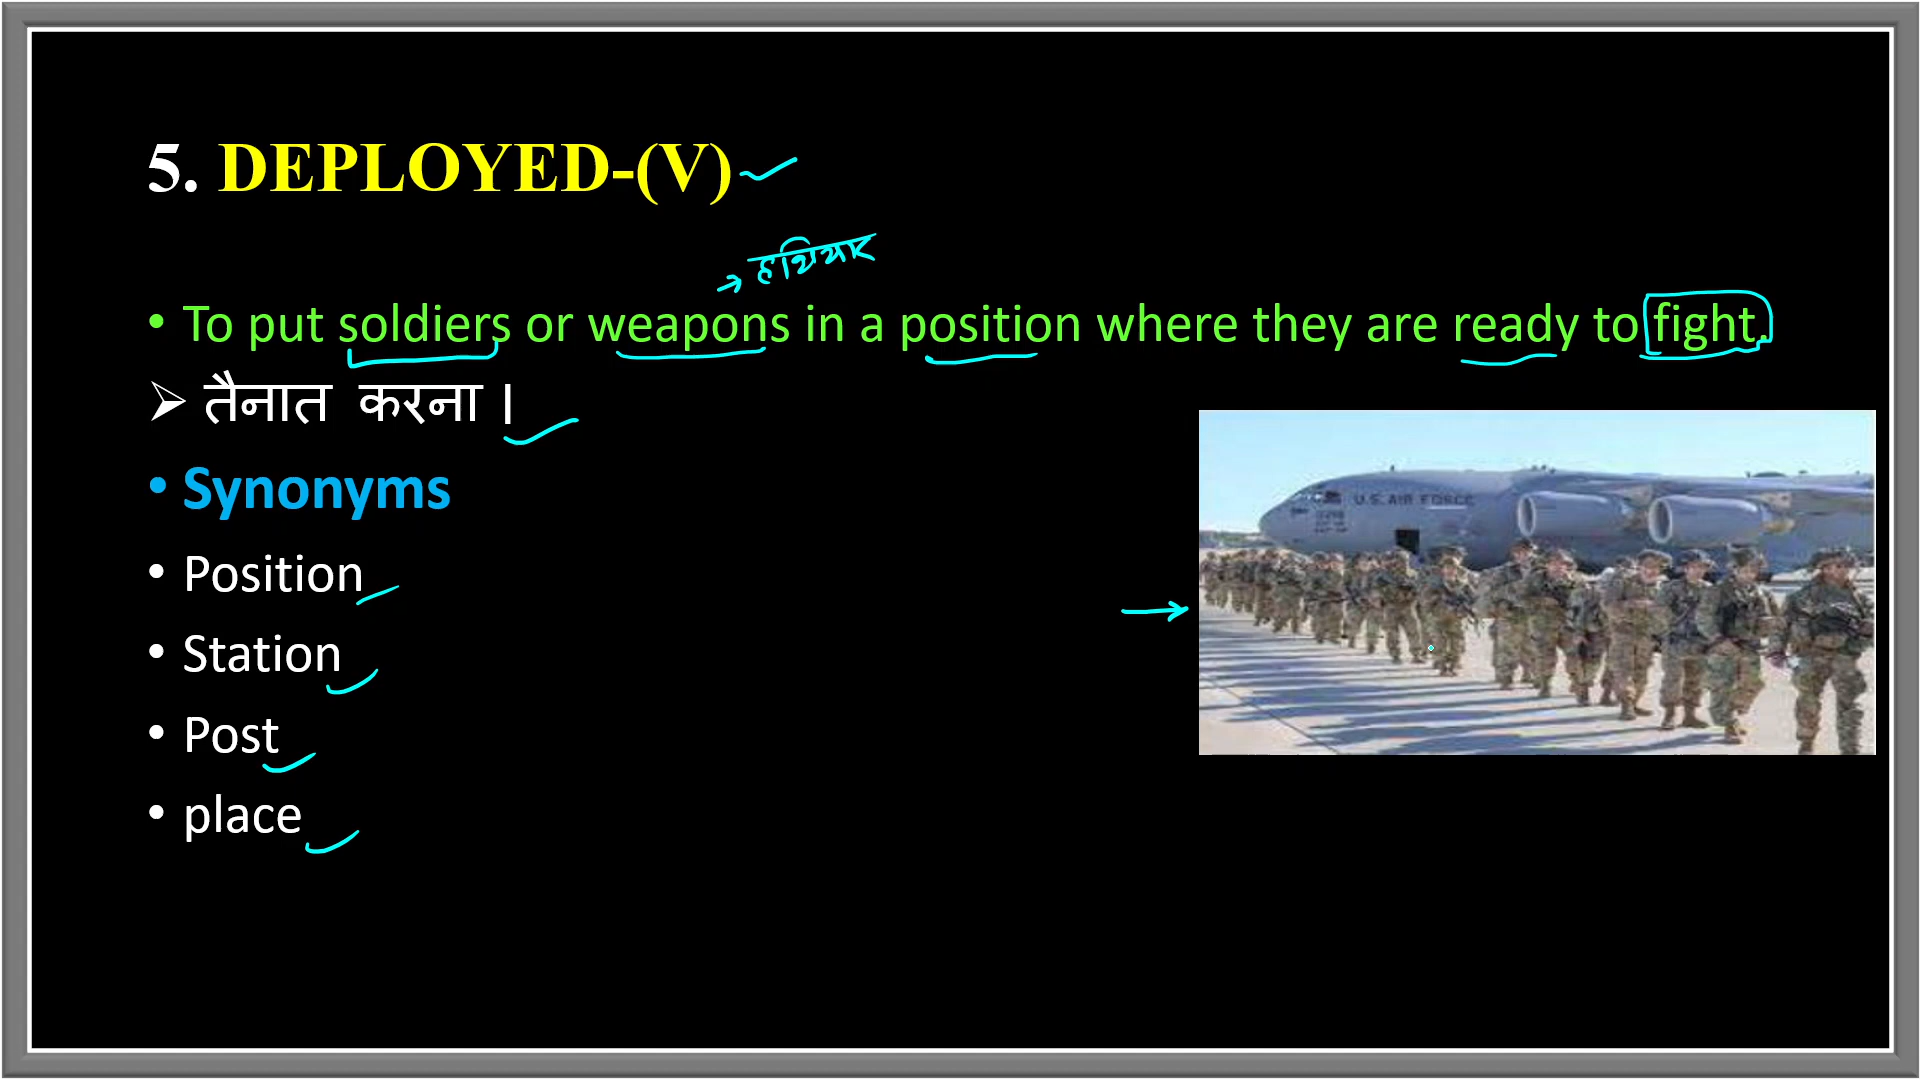 5. DEPLOYED-(V)
→ हथियार
• To put soldiers or weapons in a position where they are ready to fight.
➢ तैनात करना ।
• Synonyms
• Position
• Station
• Post
• place
U.S. AIR FORCE